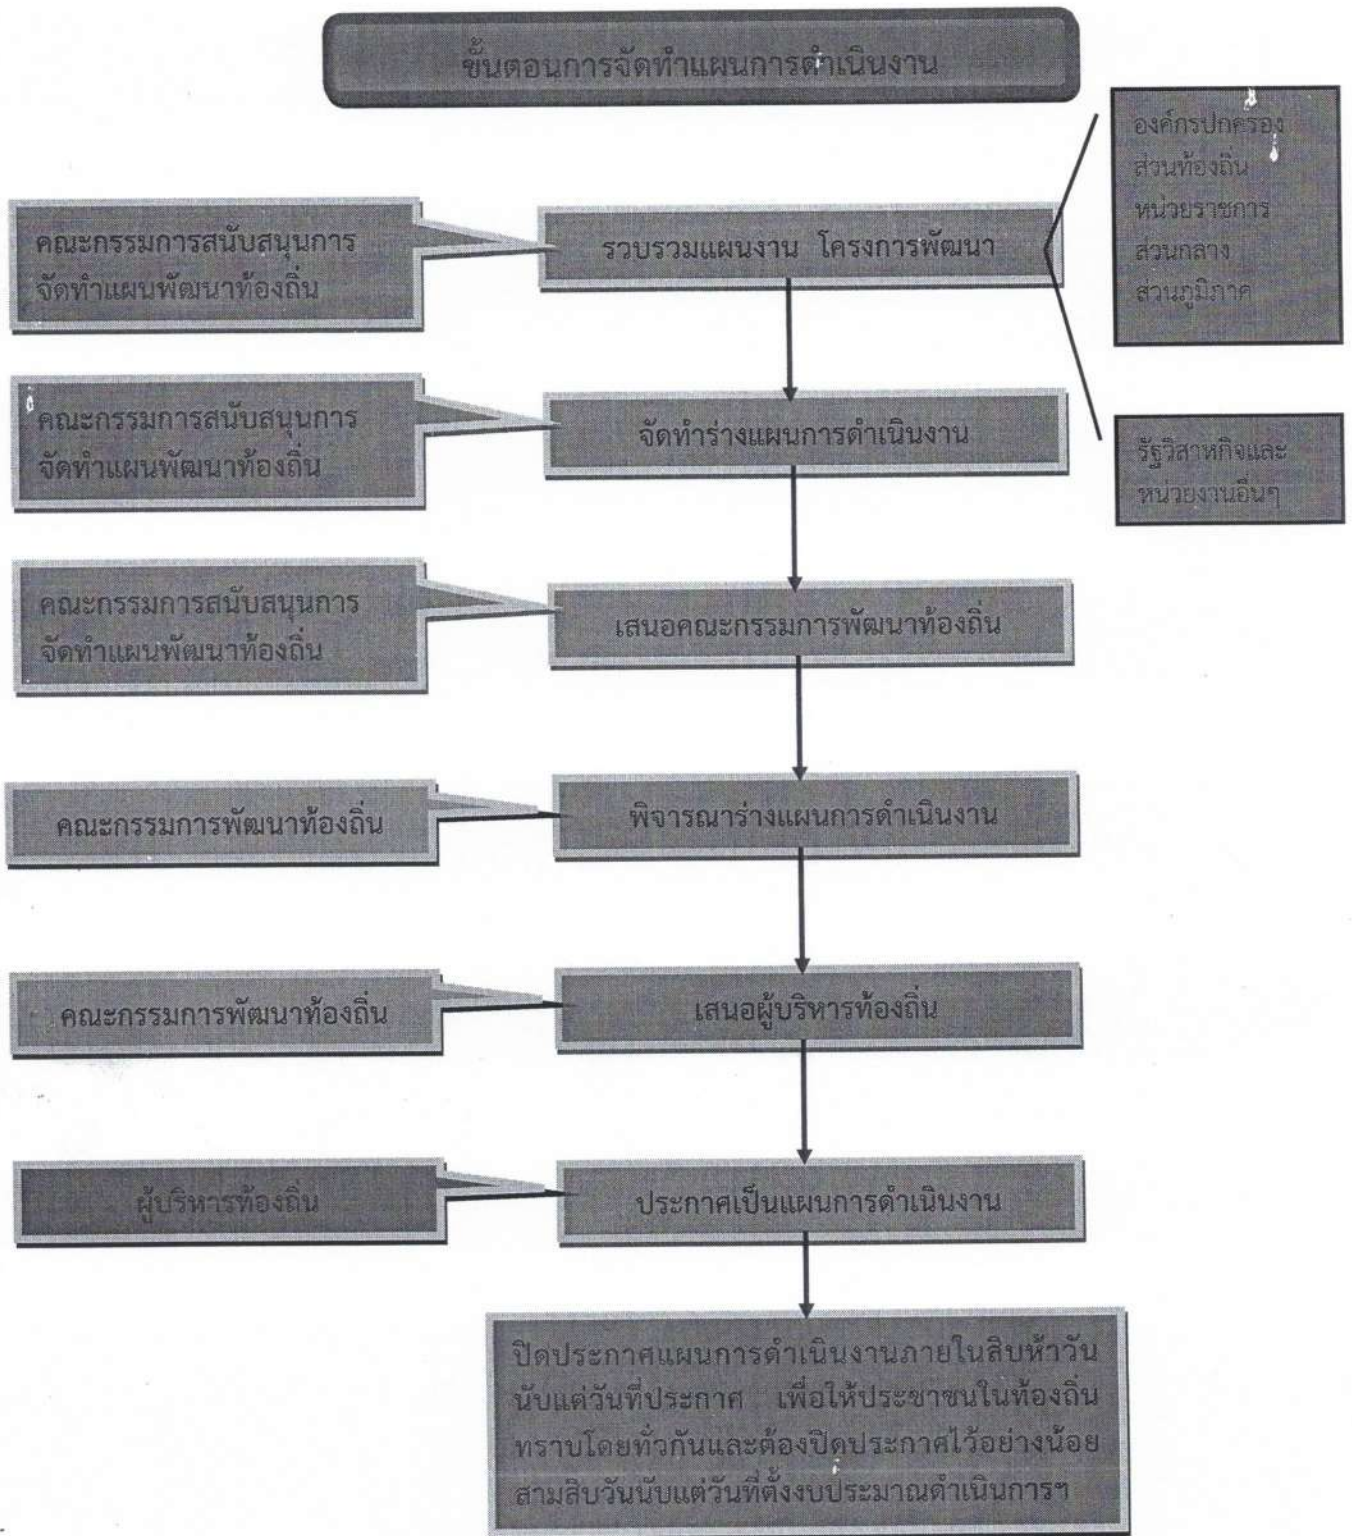 ขั้นตอนการจัดทำแผนการดำเนินงาน
องค์กรปกครอง
ส่วนท้องถิ่น
หน่วยราชการ
ส่วนกลาง
ส่วนภูมิภาค
คณะกรรมการสนับสนุนการ
จัดทำแผนพัฒนาท้องถิ่น
รวบรวมแผนงาน โครงการพัฒนา
คณะกรรมการสนับสนุนการ
จัดทำแผนพัฒนาท้องถิ่น
จัดทำร่างแผนการดำเนินงาน
รัฐวิสาหกิจและ
หน่วยงานอื่นๆ
คณะกรรมการสนับสนุนการ
จัดทำแผนพัฒนาท้องถิ่น
เสนอคณะกรรมการพัฒนาท้องถิ่น
คณะกรรมการพัฒนาท้องถิ่น
พิจารณาร่างแผนการดำเนินงาน
คณะกรรมการพัฒนาท้องถิ่น
เสนอผู้บริหารท้องถิ่น
ผู้บริหารท้องถิ่น
ประกาศเป็นแผนการดำเนินงาน
ปิดประกาศแผนการดำเนินงานภายในสิบห้าวัน
นับแต่วันที่ประกาศ เพื่อให้ประชาชนในท้องถิ่น
ทราบโดยทั่วกันและต้องปิดประกาศไว้อย่างน้อย
สามสิบวันนับแต่วันที่ตั้งงบประมาณดำเนินการฯ